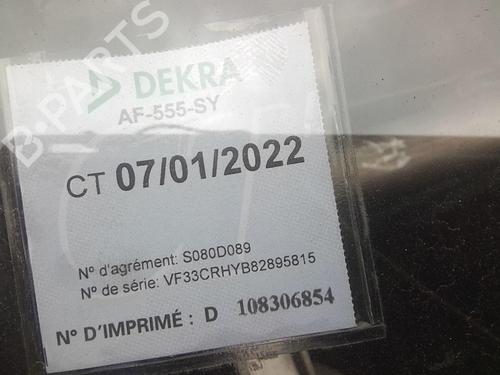 B-PARTS
DEKRA
AF-555-SY
CT 07/01/2022
N° d'agrément: S080D089
N° de série: VF33CRHYB82895815
N° D'IMPRIMÉ : D 108306854